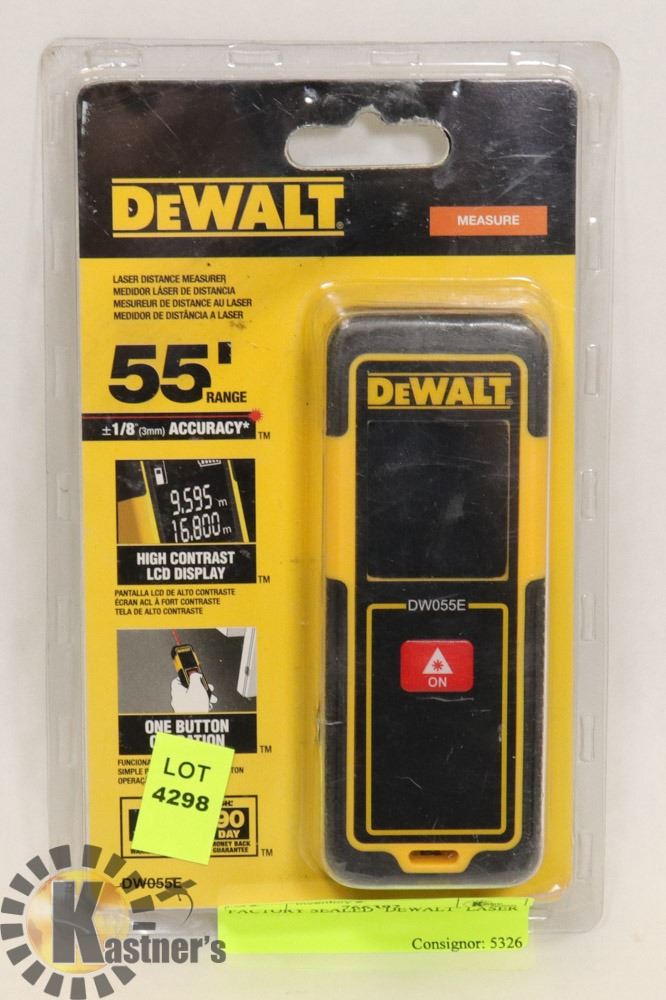 DEWALT
MEASURE
LASER DISTANCE MEASURER
MEDIDOR LÁSER DE DISTANCIA
MESUREUR DE DISTANCE AU LASER
MEDIDOR DE DISTÂNCIA A LASER
55' RANGE
±1/8" (3mm) ACCURACY* TM
9.595 m
16.800 m
HIGH CONTRAST
LCD DISPLAY TM
PANTALLA LCD DE ALTO CONTRASTE
ÉCRAN ACL À FORT CONTRASTE
TELA DE ALTO CONTRASTE
ONE BUTTON
TM
LOT
4298
90
DAY
MONEY BACK
GUARANTEE TM
DW055E
DEWALT
DW055E
ON
FACTORY SEALED DEWALT LASER
Consignor: 5326
Kastner's